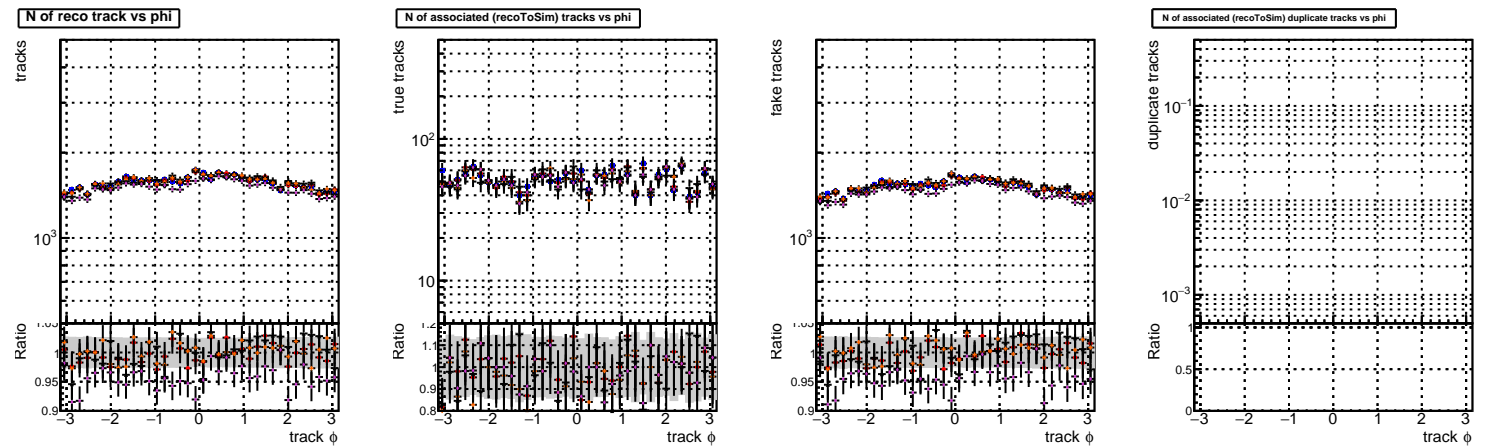 N of reco track vs phi
tracks
10³
Ratio
1.05
1
0.95
0.9
−3 −2 −1 0 1 2 3
track ϕ
N of associated (recoToSim) tracks vs phi
true tracks
10²
10
Ratio
1.2
1.1
1
0.9
0.8
−3 −2 −1 0 1 2 3
track ϕ
fake tracks
10³
Ratio
1.05
1
0.95
0.9
−3 −2 −1 0 1 2 3
track ϕ
N of associated (recoToSim) duplicate tracks vs phi
duplicate tracks
10⁻¹
10⁻²
10⁻³
Ratio
1
0.5
0
−3 −2 −1 0 1 2 3
track ϕ